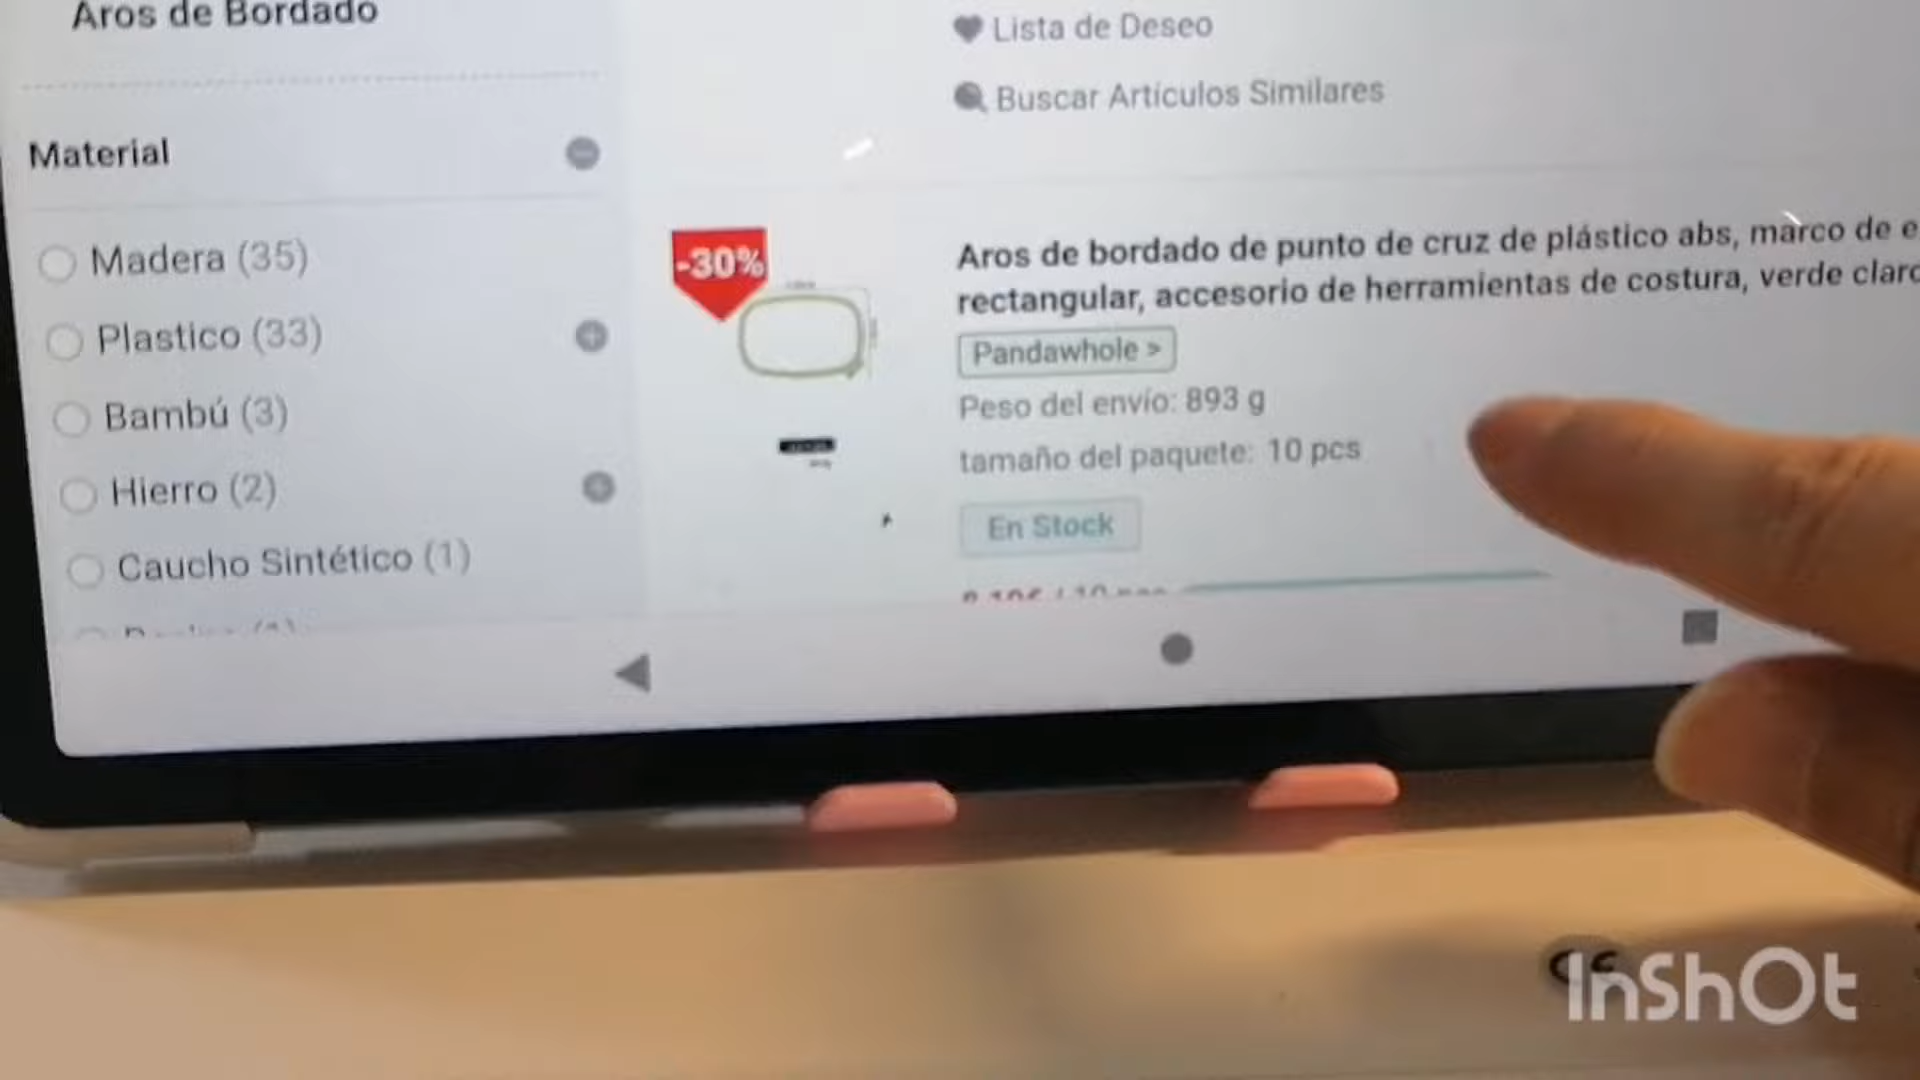 Aros de Bordado
Material
Madera (35)
Plastico (33)
Bambú (3)
Hierro (2)
Caucho Sintético (1)
Lista de Deseo
Buscar Artículos Similares
-30%
Aros de bordado de punto de cruz de plástico abs, marco de
rectangular, accesorio de herramientas de costura, verde claro
Pandawhole >
Peso del envío: 893 g
tamaño del paquete: 10 pcs
En Stock
InShOt